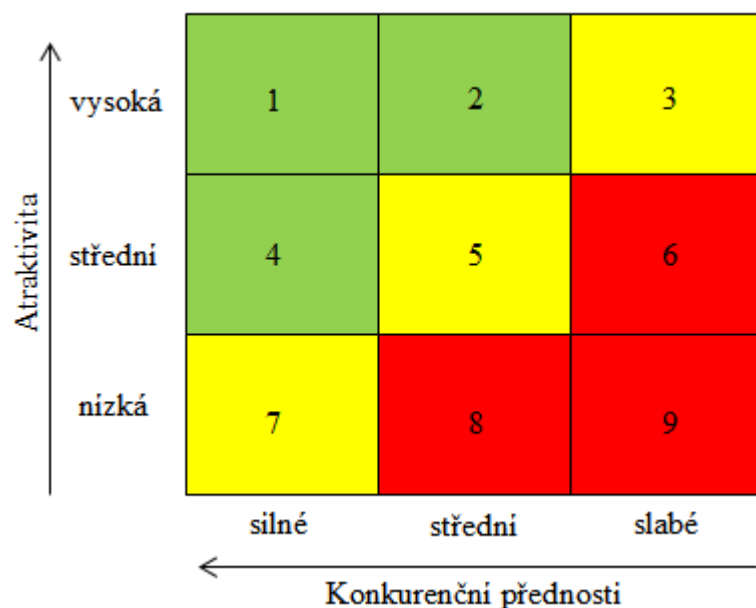 Atraktivita
vysoká
1 2 3
střední
4 5 6
nízká
7 8 9
silné střední slabé
Konkurenční přednosti